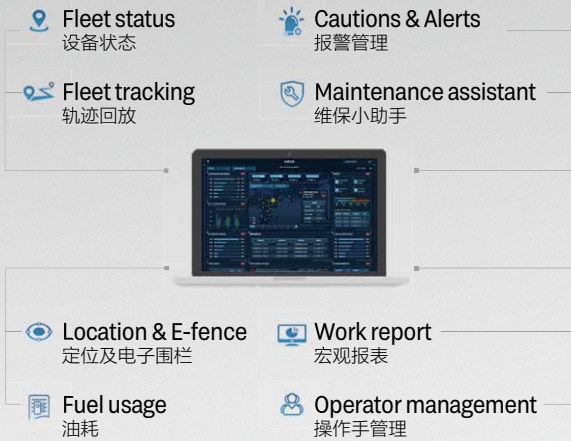 Fleet status
设备状态
Cautions & Alerts
报警管理
Fleet tracking
轨迹回放
Maintenance assistant
维保小助手
Location & E-fence
定位及电子围栏
Work report
宏观报表
Fuel usage
油耗
Operator management
操作手管理